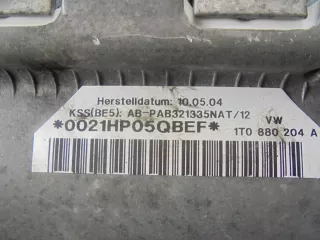 Herstelldatum: 10.05.04
KSS(BE5): AB-PAB321335NAT/12
*0021HP05QBEF* VW
1T0 880 204 A